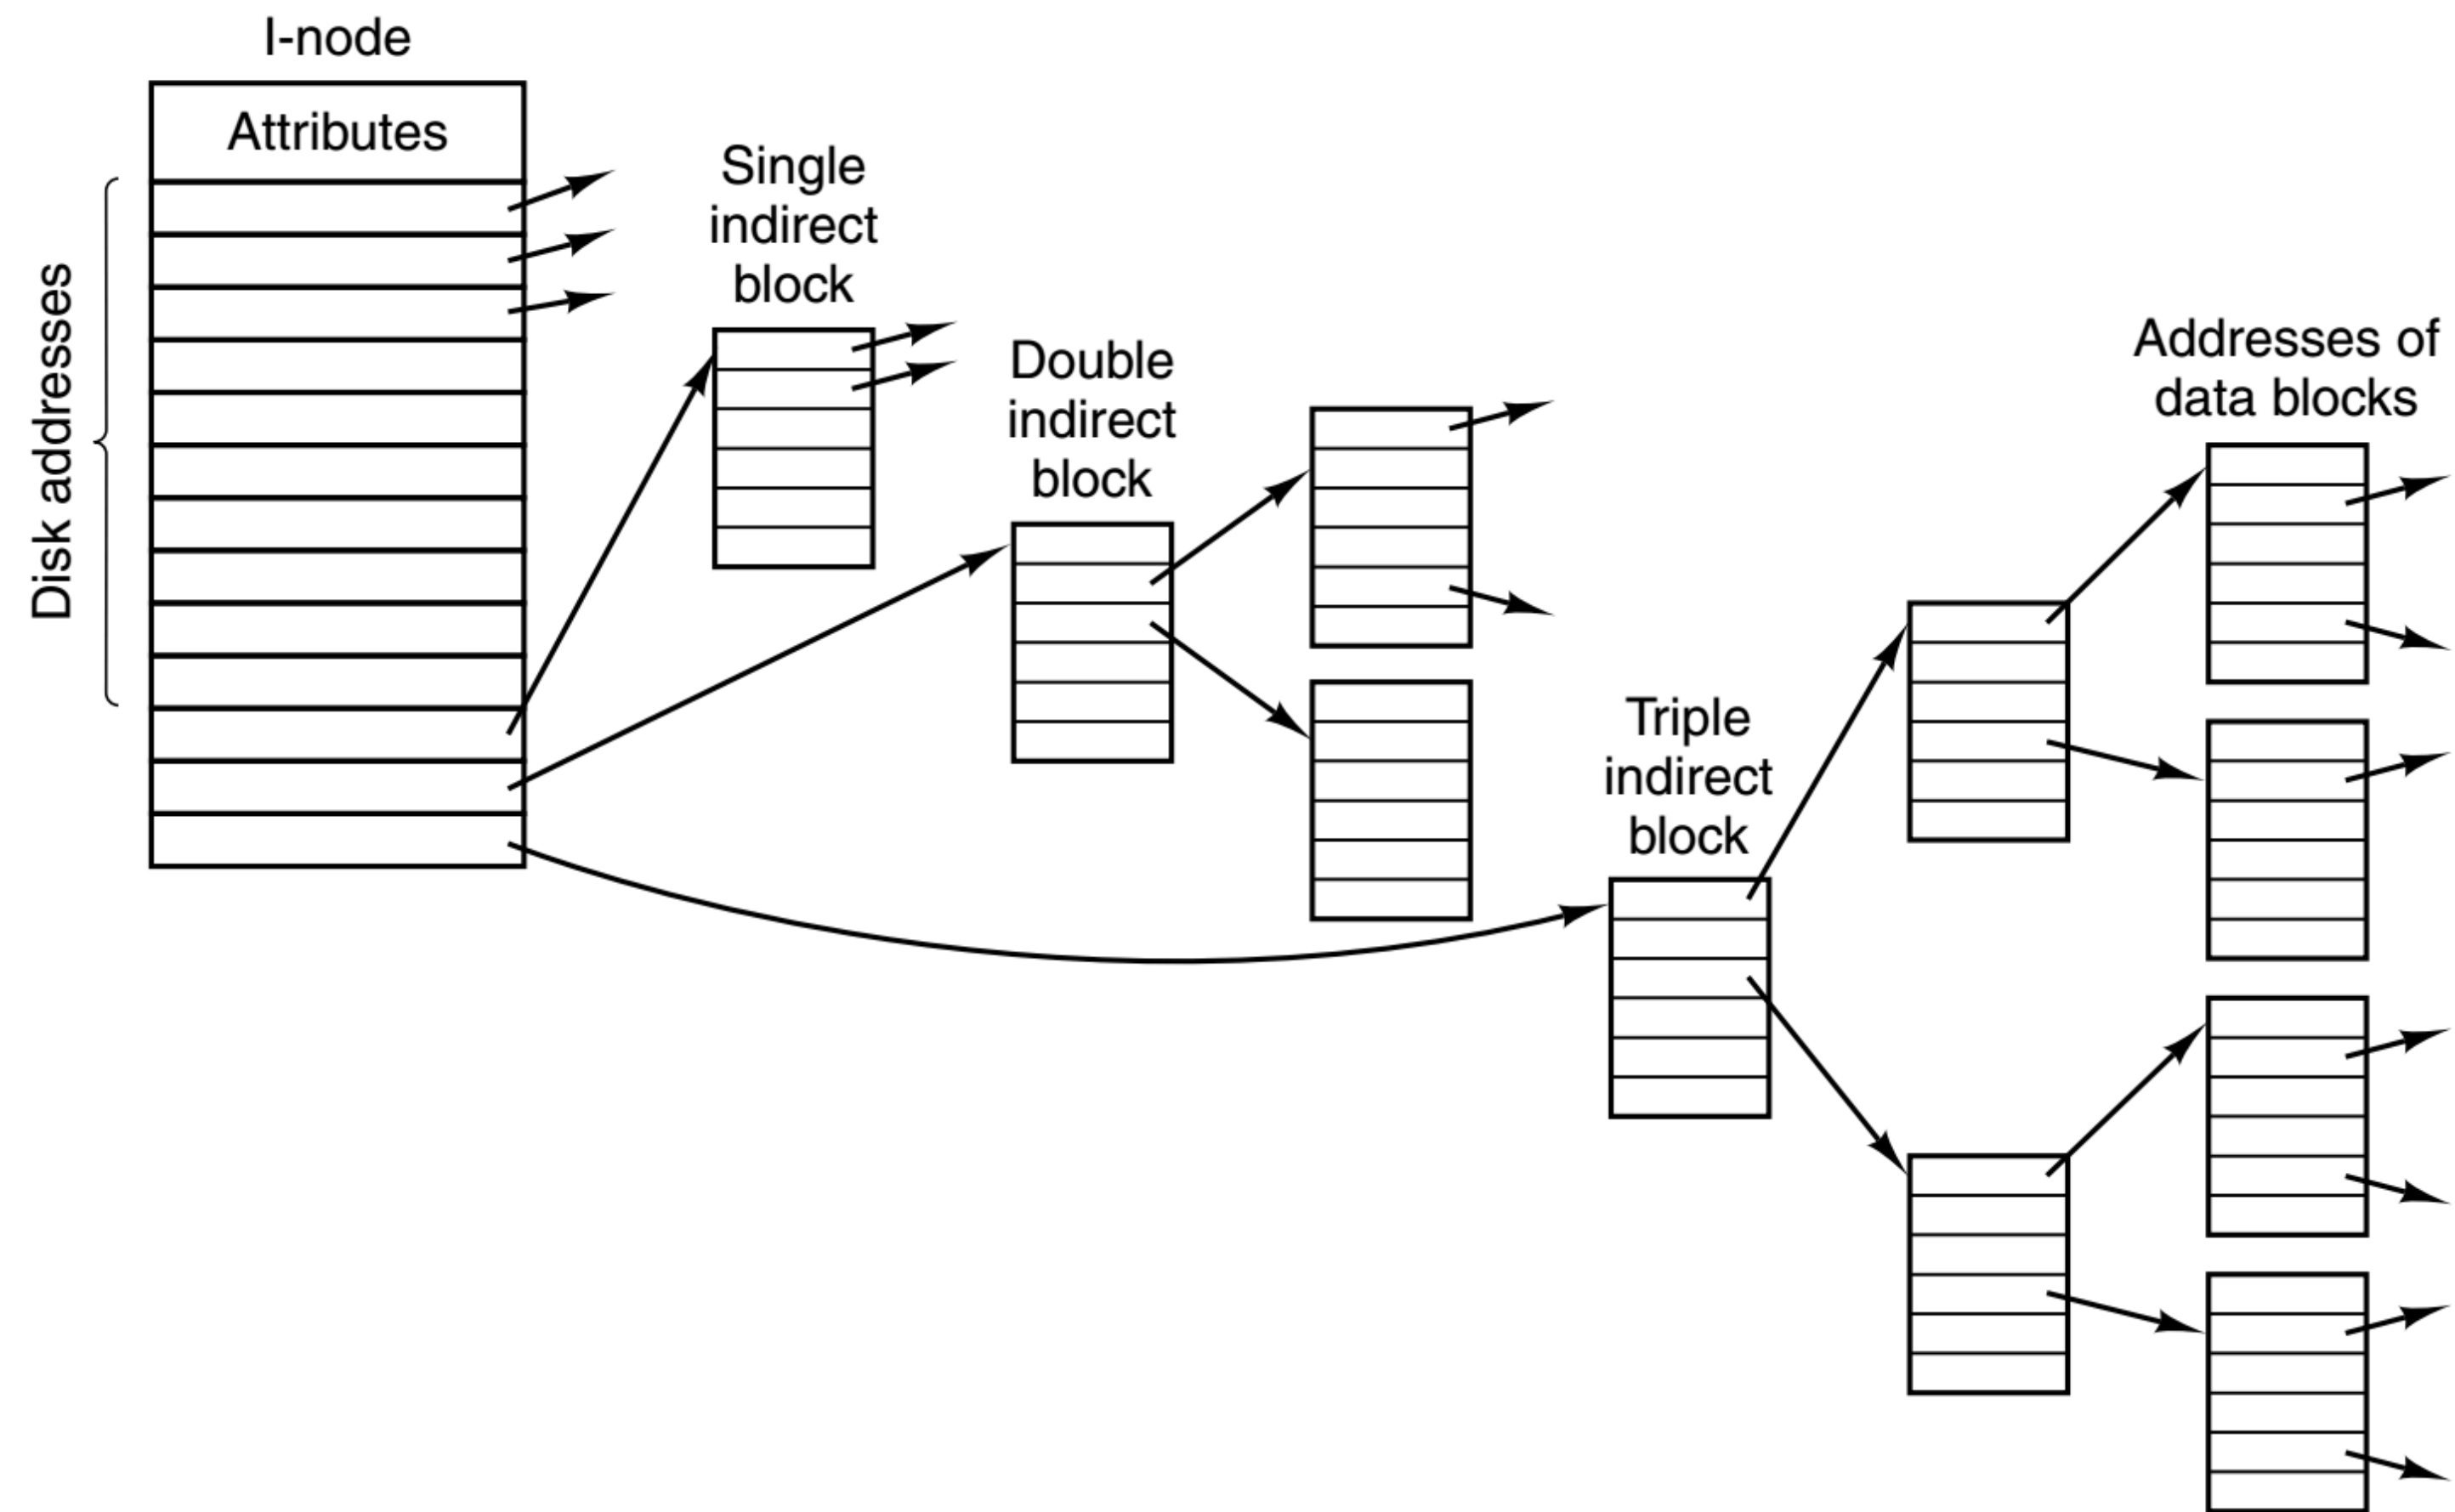 I-node
Attributes
Disk addresses
Single
indirect
block
Double
indirect
block
Triple
indirect
block
Addresses of
data blocks